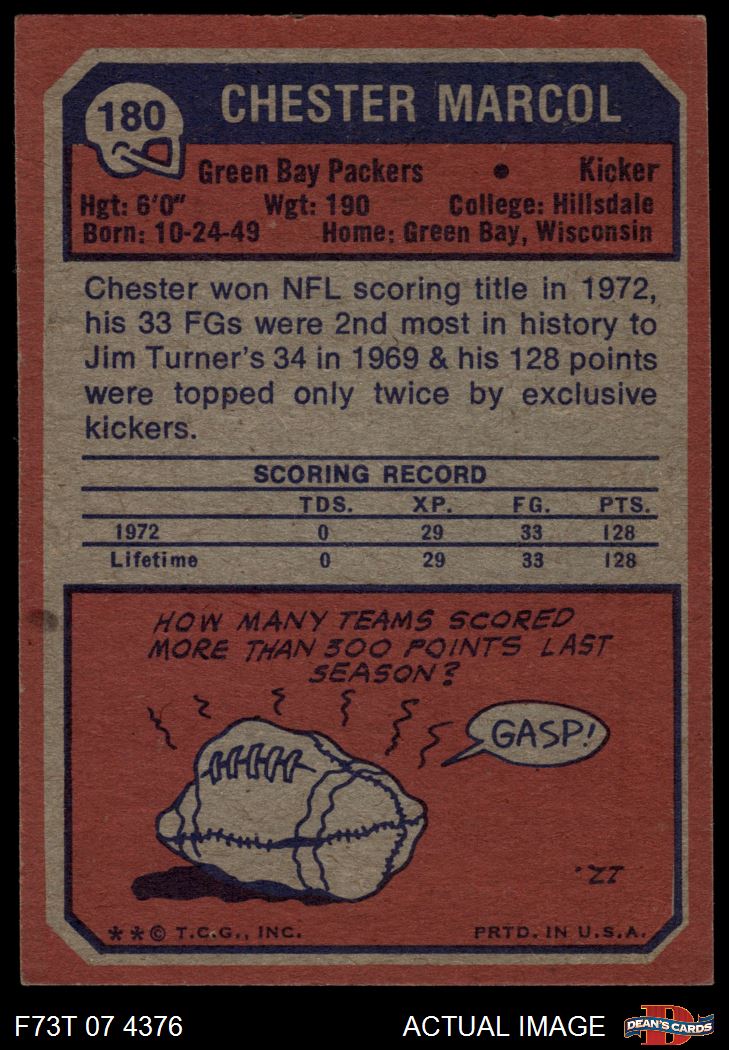 180
CHESTER MARCOL
Green Bay Packers • Kicker
Hgt: 6'0" Wgt: 190 College: Hillsdale
Born: 10-24-49 Home: Green Bay, Wisconsin
Chester won NFL scoring title in 1972,
his 33 FGs were 2nd most in history to
Jim Turner's 34 in 1969 & his 128 points
were topped only twice by exclusive
kickers.
SCORING RECORD
TDS. XP. FG. PTS.
1972 0 29 33 128
Lifetime 0 29 33 128
HOW MANY TEAMS SCORED
MORE THAN 300 POINTS LAST
SEASON?
GASP!
**© T.C.G., INC. PRTD. IN U.S.A.
F73T 07 4376 ACTUAL IMAGE DEAN'S CARDS